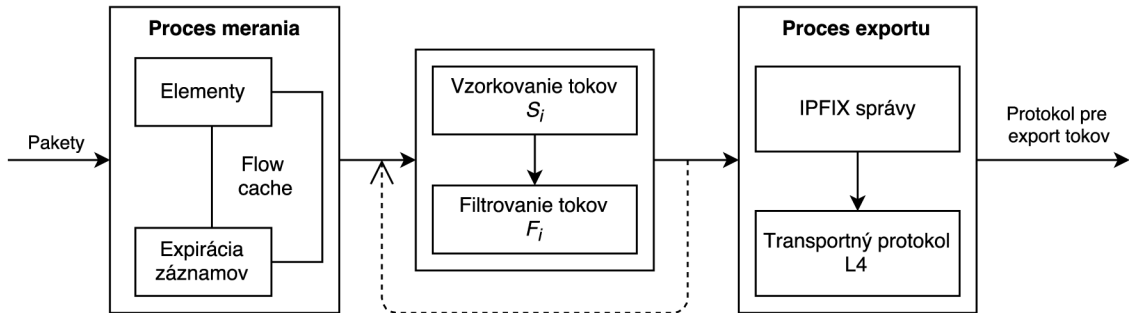 Pakety
Proces merania
Elementy
Flow
cache
Expirácia
záznamov
Vzorkovanie tokov
Si
Filtrovanie tokov
Fi
Proces exportu
IPFIX správy
Transportný protokol
L4
Protokol pre
export tokov